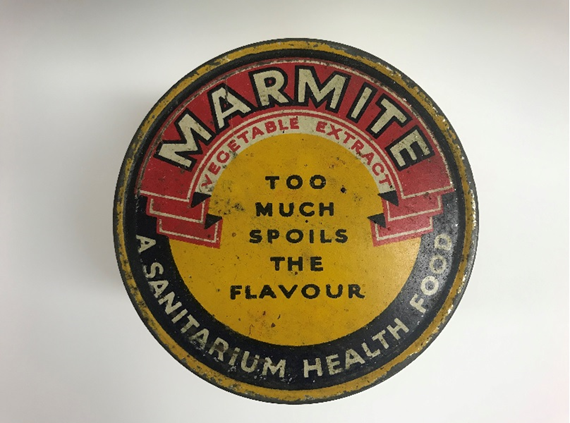 MARMITE
VEGETABLE EXTRACT
TOO
MUCH
SPOILS
THE
FLAVOUR
A SANITARIUM HEALTH FOOD